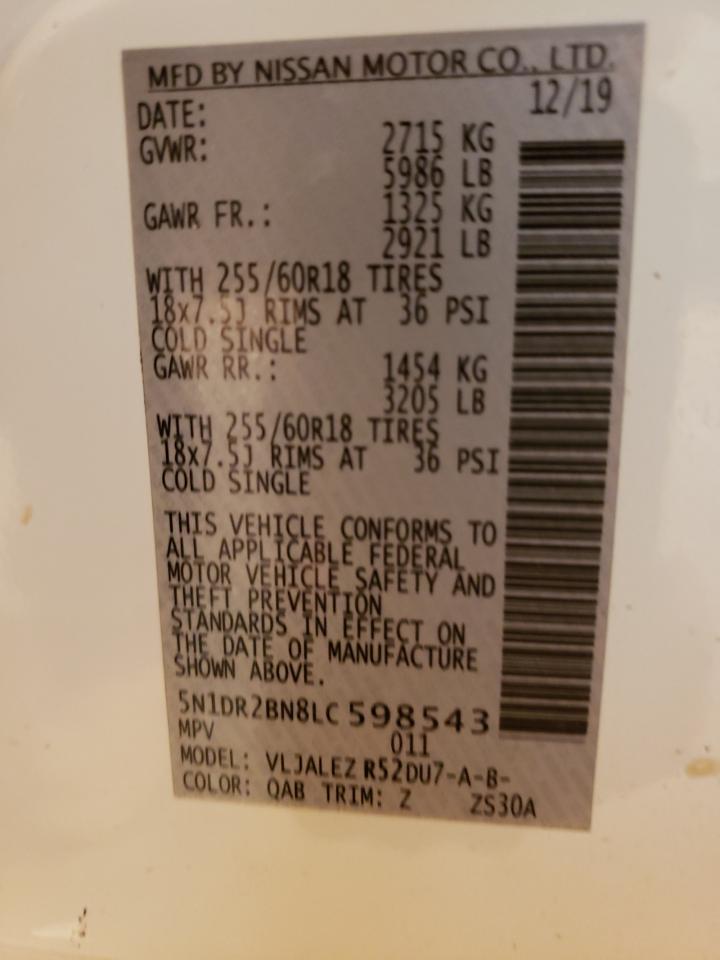 MFD BY NISSAN MOTOR CO., LTD.
DATE: 12/19
GVWR: 2715 KG
5986 LB
GAWR FR.: 1325 KG
2921 LB
WITH 255/60R18 TIRES
18x7.5J RIMS AT 36 PSI
COLD SINGLE
GAWR RR.: 1454 KG
3205 LB
WITH 255/60R18 TIRES
18x7.5J RIMS AT 36 PSI
COLD SINGLE
THIS VEHICLE CONFORMS TO
ALL APPLICABLE FEDERAL
MOTOR VEHICLE SAFETY AND
THEFT PREVENTION
STANDARDS IN EFFECT ON
THE DATE OF MANUFACTURE
SHOWN ABOVE.
5N1DR2BN8LC 598543
MPV 011
MODEL: VLJALEZ R52DU7-A-B-
COLOR: QAB TRIM: Z ZS30A